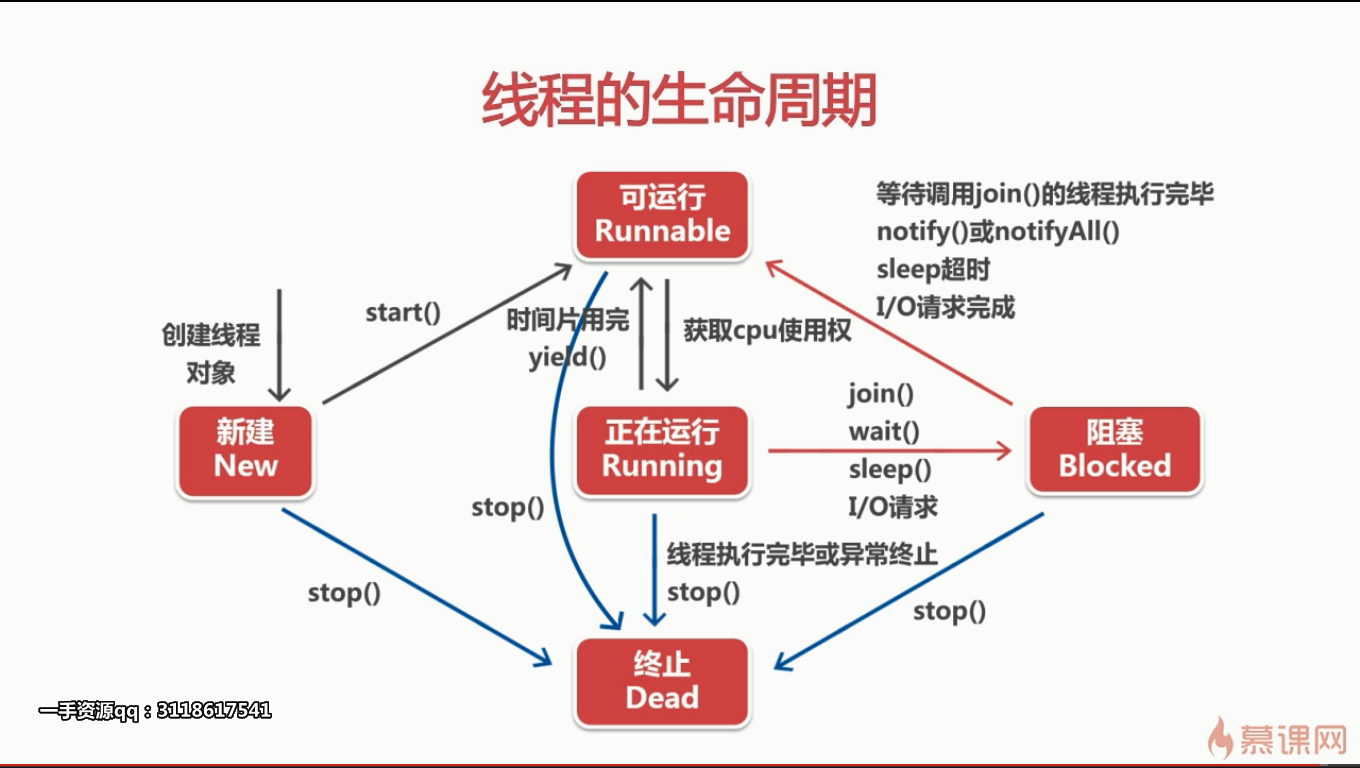 线程的生命周期
可运行
Runnable
等待调用join()的线程执行完毕
notify()或notifyAll()
sleep超时
I/O请求完成
start()
时间片用完
yield()
获取cpu使用权
创建线程
对象
新建
New
正在运行
Running
join()
wait()
sleep()
I/O请求
阻塞
Blocked
stop()
线程执行完毕或异常终止
stop()
stop()
stop()
终止
Dead
一手资源qq：3118617541
慕课网